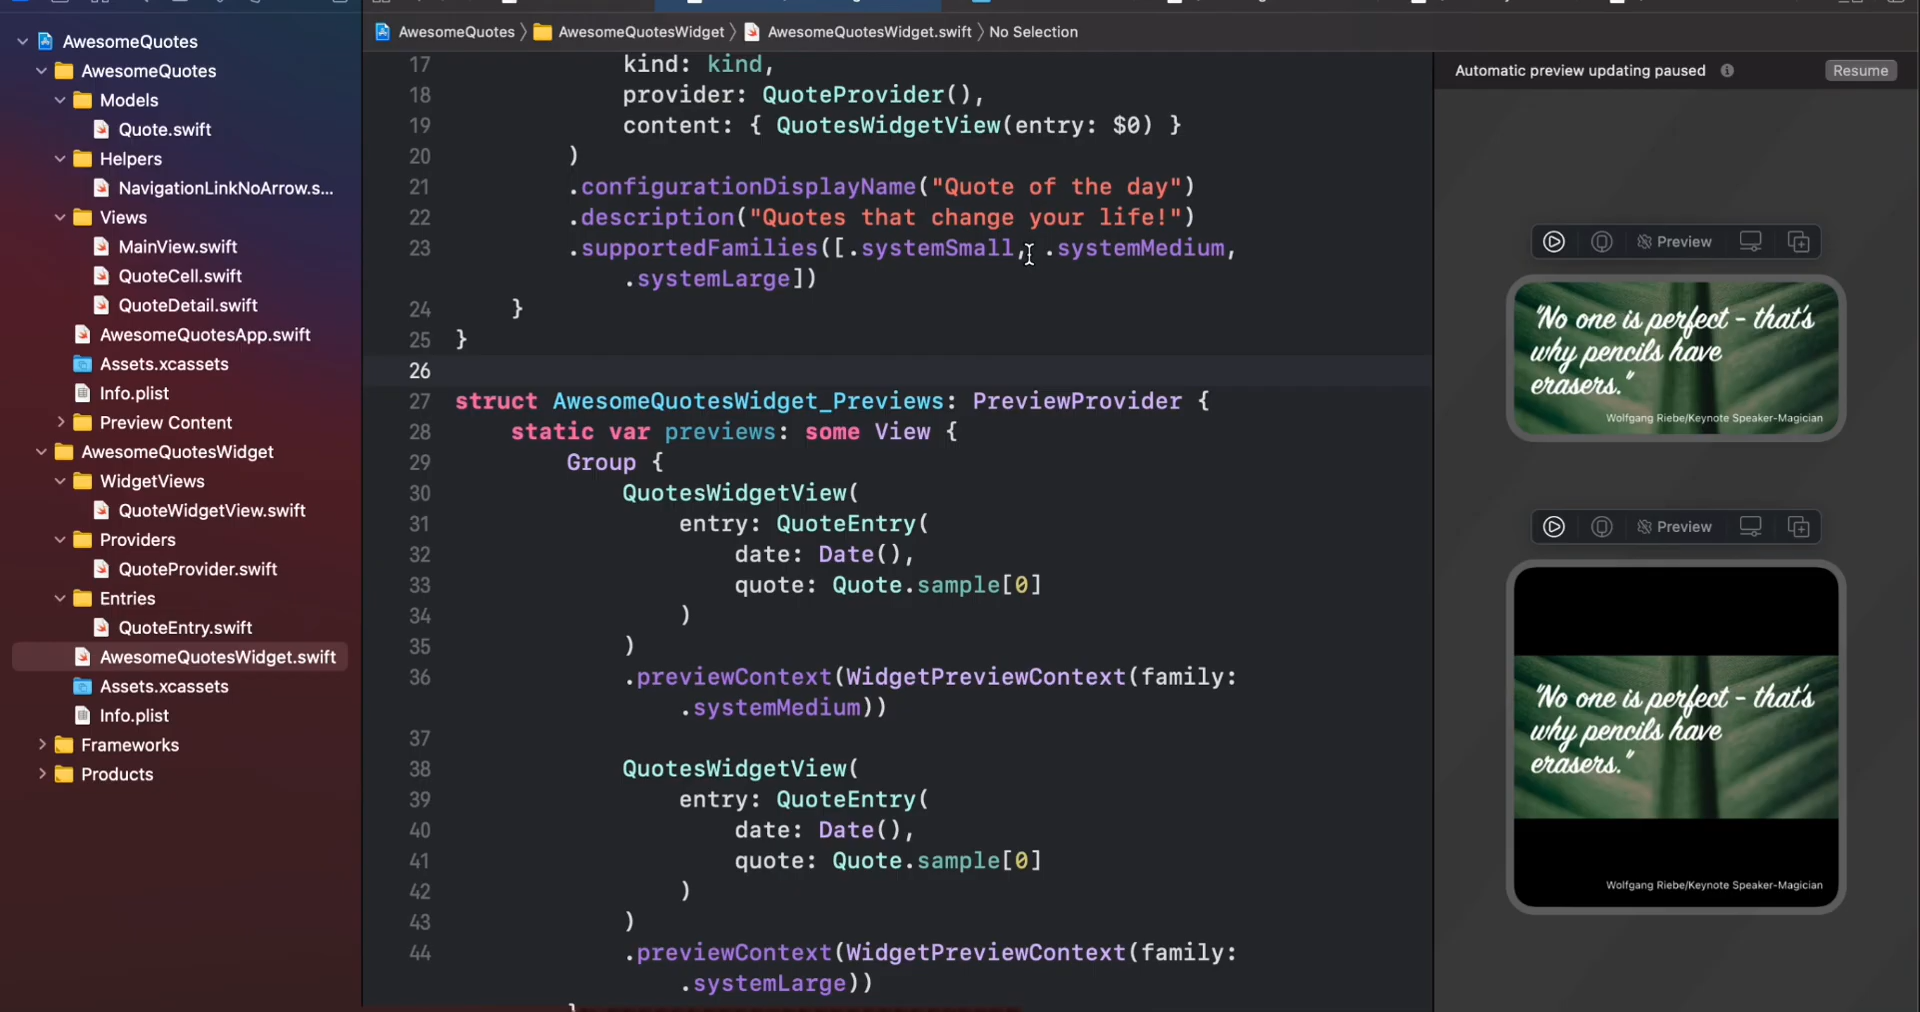 AwesomeQuotes
AwesomeQuotes
Models
Quote.swift
Helpers
NavigationLinkNoArrow.s...
Views
MainView.swift
QuoteCell.swift
QuoteDetail.swift
AwesomeQuotesApp.swift
Assets.xcassets
Info.plist
Preview Content
AwesomeQuotesWidget
WidgetViews
QuoteWidgetView.swift
Providers
QuoteProvider.swift
Entries
QuoteEntry.swift
AwesomeQuotesWidget.swift
Assets.xcassets
Info.plist
Frameworks
Products
AwesomeQuotes 〉 AwesomeQuotesWidget 〉 AwesomeQuotesWidget.swift 〉 No Selection
17 kind: kind,
18 provider: QuoteProvider(),
19 content: { QuotesWidgetView(entry: $0) }
20 )
21 .configurationDisplayName("Quote of the day")
22 .description("Quotes that change your life!")
23 .supportedFamilies([.systemSmall, .systemMedium,
.systemLarge])
24 }
25 }
26
27 struct AwesomeQuotesWidget_Previews: PreviewProvider {
28 static var previews: some View {
29 Group {
30 QuotesWidgetView(
31 entry: QuoteEntry(
32 date: Date(),
33 quote: Quote.sample[0]
34 )
35 )
36 .previewContext(WidgetPreviewContext(family:
.systemMedium))
37
38 QuotesWidgetView(
39 entry: QuoteEntry(
40 date: Date(),
41 quote: Quote.sample[0]
42 )
43 )
44 .previewContext(WidgetPreviewContext(family:
.systemLarge))
Automatic preview updating paused
Resume
Preview
"No one is perfect - that's
why pencils have
erasers."
Wolfgang Riebe/Keynote Speaker-Magician
Preview
"No one is perfect - that's
why pencils have
erasers."
Wolfgang Riebe/Keynote Speaker-Magician